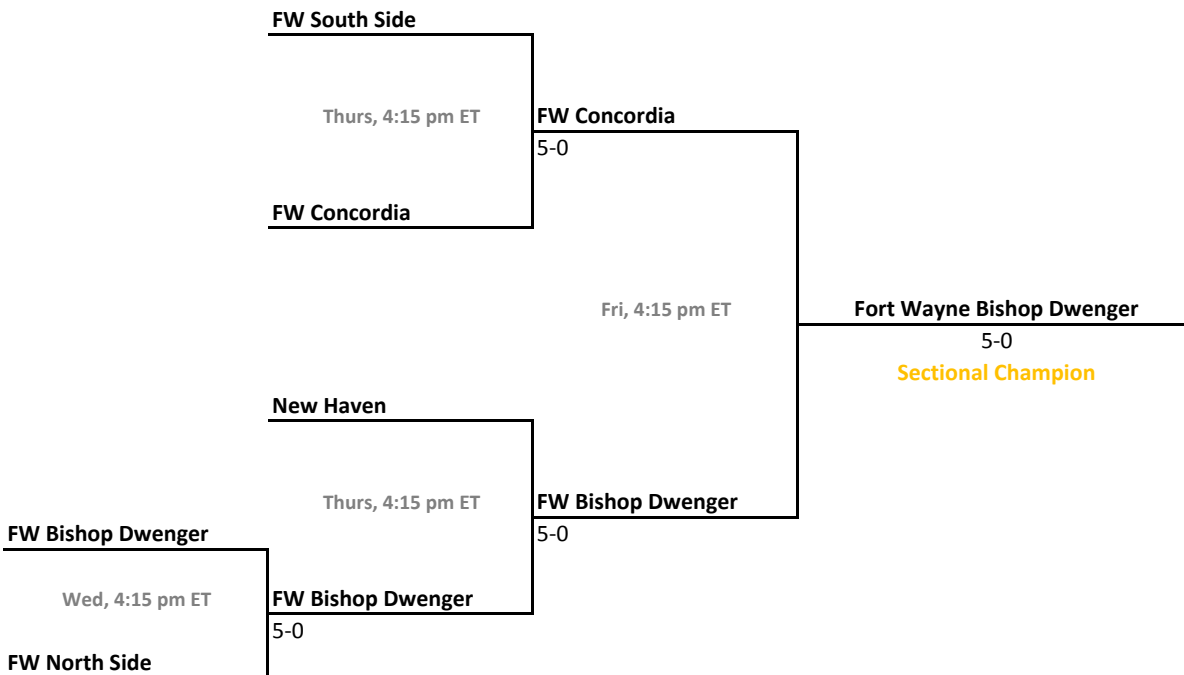 FW South Side
Thurs, 4:15 pm ET
FW Concordia
5-0
FW Concordia
Fri, 4:15 pm ET
Fort Wayne Bishop Dwenger
5-0
Sectional Champion
New Haven
Thurs, 4:15 pm ET
FW Bishop Dwenger
5-0
FW Bishop Dwenger
Wed, 4:15 pm ET
FW Bishop Dwenger
5-0
FW North Side